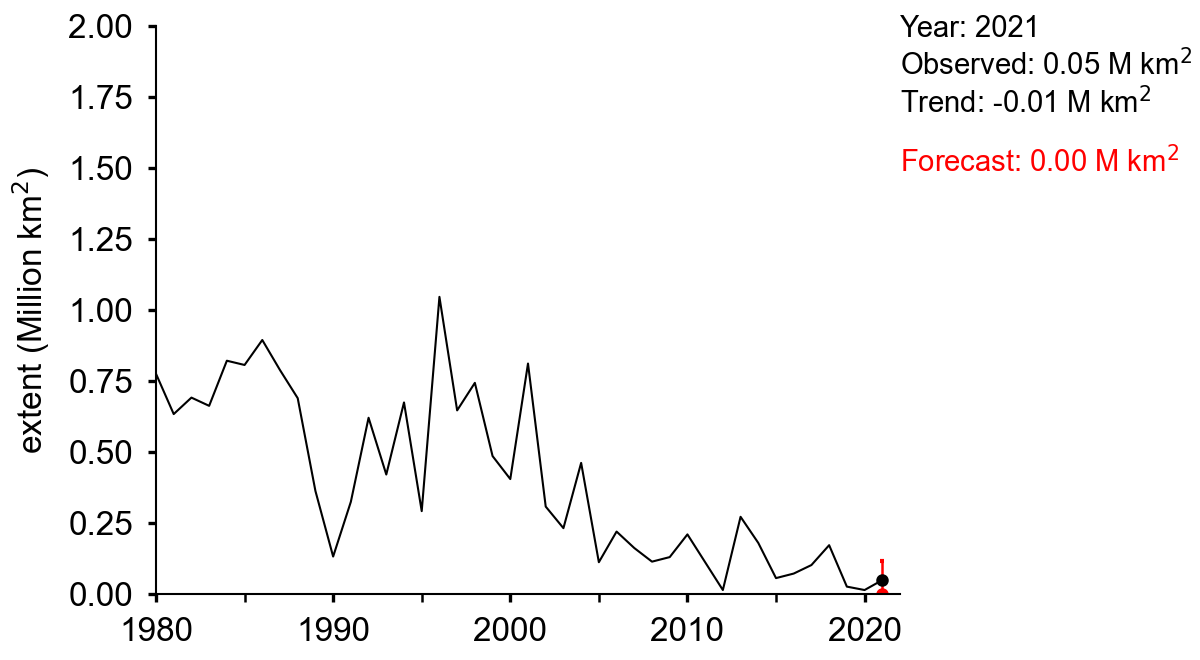 2.00
1.75
1.50
1.25
1.00
0.75
0.50
0.25
0.00
extent (Million km²)
1980
1990
2000
2010
2020
Year: 2021
Observed: 0.05 M km²
Trend: -0.01 M km²
Forecast: 0.00 M km²